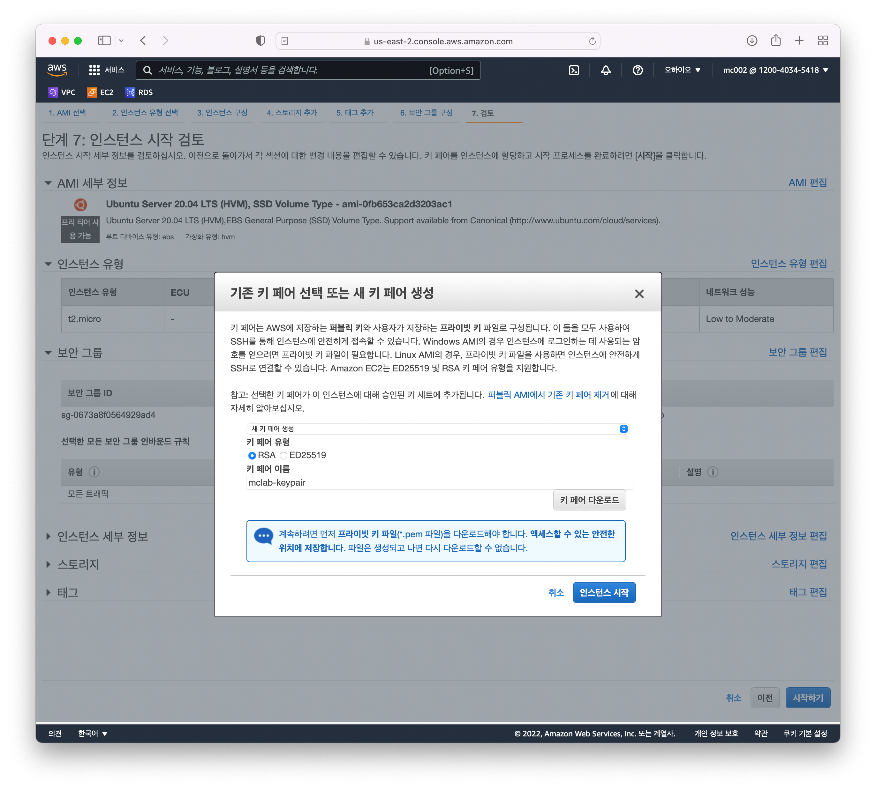 us-east-2.console.aws.amazon.com
aws
서비스
서비스, 기능, 블로그, 설명서 등을 검색합니다.
[Option+S]
오하이오 ▼
mc002 @ 1200-4034-5418 ▼
VPC
EC2
RDS
1. AMI 선택
2. 인스턴스 유형 선택
3. 인스턴스 구성
4. 스토리지 추가
5. 태그 추가
6. 보안 그룹 구성
7. 검토
단계 7: 인스턴스 시작 검토
인스턴스 시작 세부 정보를 검토하십시오. 이전으로 돌아가서 각 섹션에 대한 변경 내용을 편집할 수 있습니다. 키 페어를 인스턴스에 할당하고 시작 프로세스를 완료하려면 [시작]을 클릭합니다.
AMI 세부 정보
AMI 편집
Ubuntu Server 20.04 LTS (HVM), SSD Volume Type - ami-0fb653ca2d3203ac1
프리 티어 사
용 가능
Ubuntu Server 20.04 LTS (HVM),EBS General Purpose (SSD) Volume Type. Support available from Canonical (http://www.ubuntu.com/cloud/services).
루트 디바이스 유형: ebs 가상화 유형: hvm
인스턴스 유형
인스턴스 유형 편집
인스턴스 유형
ECU
네트워크 성능
t2.micro
-
Low to Moderate
보안 그룹
보안 그룹 편집
보안 그룹 ID
sg-0673a8f0564929ad4
선택한 모든 보안 그룹 인바운드 규칙
유형
설명
모든 트래픽
인스턴스 세부 정보
인스턴스 세부 정보 편집
스토리지
스토리지 편집
태그
태그 편집
기존 키 페어 선택 또는 새 키 페어 생성
키 페어는 AWS에 저장하는 퍼블릭 키와 사용자가 저장하는 프라이빗 키 파일로 구성됩니다. 이 둘을 모두 사용하여
SSH를 통해 인스턴스에 안전하게 접속할 수 있습니다. Windows AMI의 경우 인스턴스에 로그인하는 데 사용되는 암
호를 얻으려면 프라이빗 키 파일이 필요합니다. Linux AMI의 경우, 프라이빗 키 파일을 사용하면 인스턴스에 안전하게
SSH로 연결할 수 있습니다. Amazon EC2는 ED25519 및 RSA 키 페어 유형을 지원합니다.
참고: 선택한 키 페어가 이 인스턴스에 대해 승인된 키 세트에 추가됩니다. 퍼블릭 AMI에서 기존 키 페어 제거 에 대해
자세히 알아보십시오.
새 키 페어 생성
키 페어 유형
RSA ED25519
키 페어 이름
mclab-keypair
키 페어 다운로드
계속하려면 먼저 프라이빗 키 파일(*.pem 파일)을 다운로드해야 합니다. 액세스할 수 있는 안전한
위치에 저장합니다. 파일은 생성되고 나면 다시 다운로드할 수 없습니다.
취소
인스턴스 시작
취소
이전
시작하기
의견
한국어 ▼
© 2022, Amazon Web Services, Inc. 또는 계열사.
개인 정보 보호
약관
쿠키 기본 설정